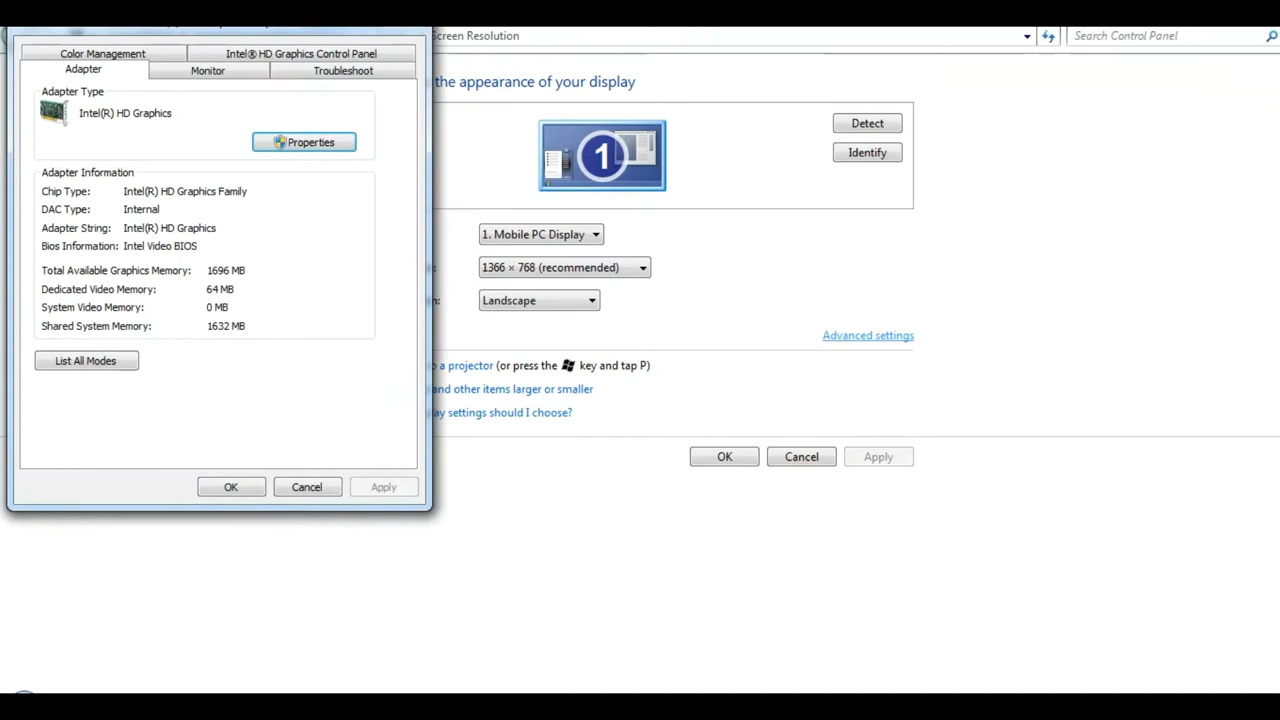 Screen Resolution
Search Control Panel
Color Management
Intel® HD Graphics Control Panel
Adapter
Monitor
Troubleshoot
Adapter Type
Intel(R) HD Graphics
Properties
Adapter Information
Chip Type: Intel(R) HD Graphics Family
DAC Type: Internal
Adapter String: Intel(R) HD Graphics
Bios Information: Intel Video BIOS
Total Available Graphics Memory: 1696 MB
Dedicated Video Memory: 64 MB
System Video Memory: 0 MB
Shared System Memory: 1632 MB
List All Modes
OK
Cancel
Apply
the appearance of your display
1
Detect
Identify
1. Mobile PC Display
1366 × 768 (recommended)
Landscape
Advanced settings
a projector (or press the key and tap P)
and other items larger or smaller
settings should I choose?
OK
Cancel
Apply